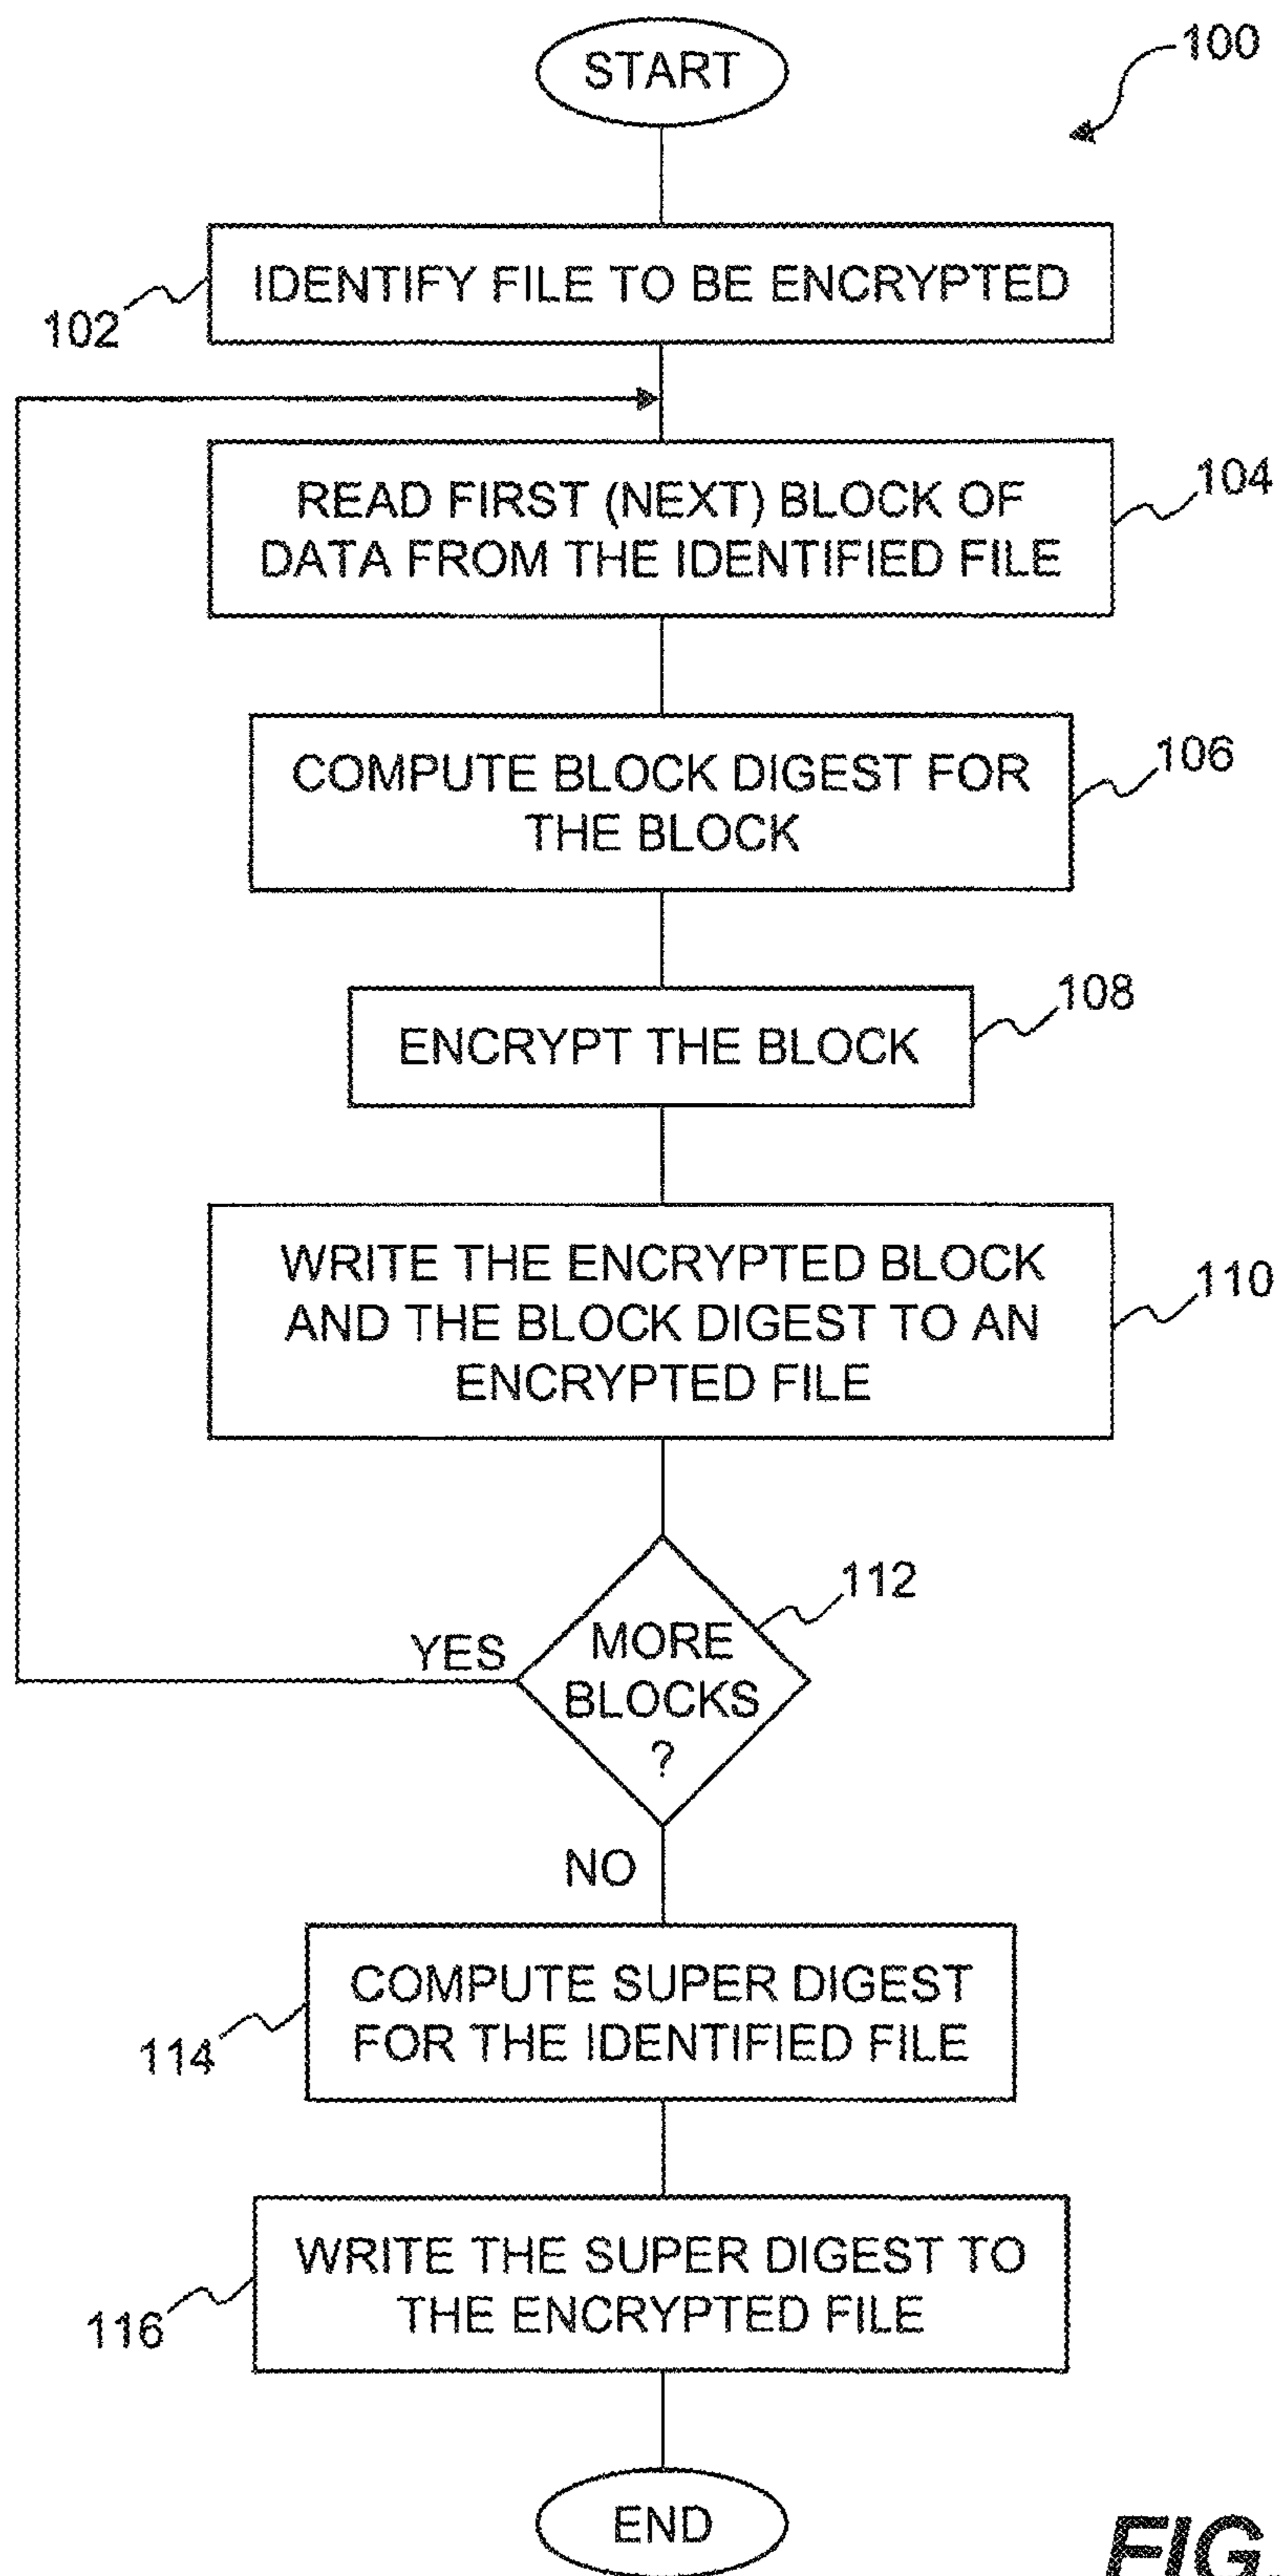 START
100
IDENTIFY FILE TO BE ENCRYPTED
102
READ FIRST (NEXT) BLOCK OF
DATA FROM THE IDENTIFIED FILE
104
COMPUTE BLOCK DIGEST FOR
THE BLOCK
106
ENCRYPT THE BLOCK
108
WRITE THE ENCRYPTED BLOCK
AND THE BLOCK DIGEST TO AN
ENCRYPTED FILE
110
MORE
BLOCKS
?
112
YES
NO
COMPUTE SUPER DIGEST
FOR THE IDENTIFIED FILE
114
WRITE THE SUPER DIGEST TO
THE ENCRYPTED FILE
116
END
FIG.